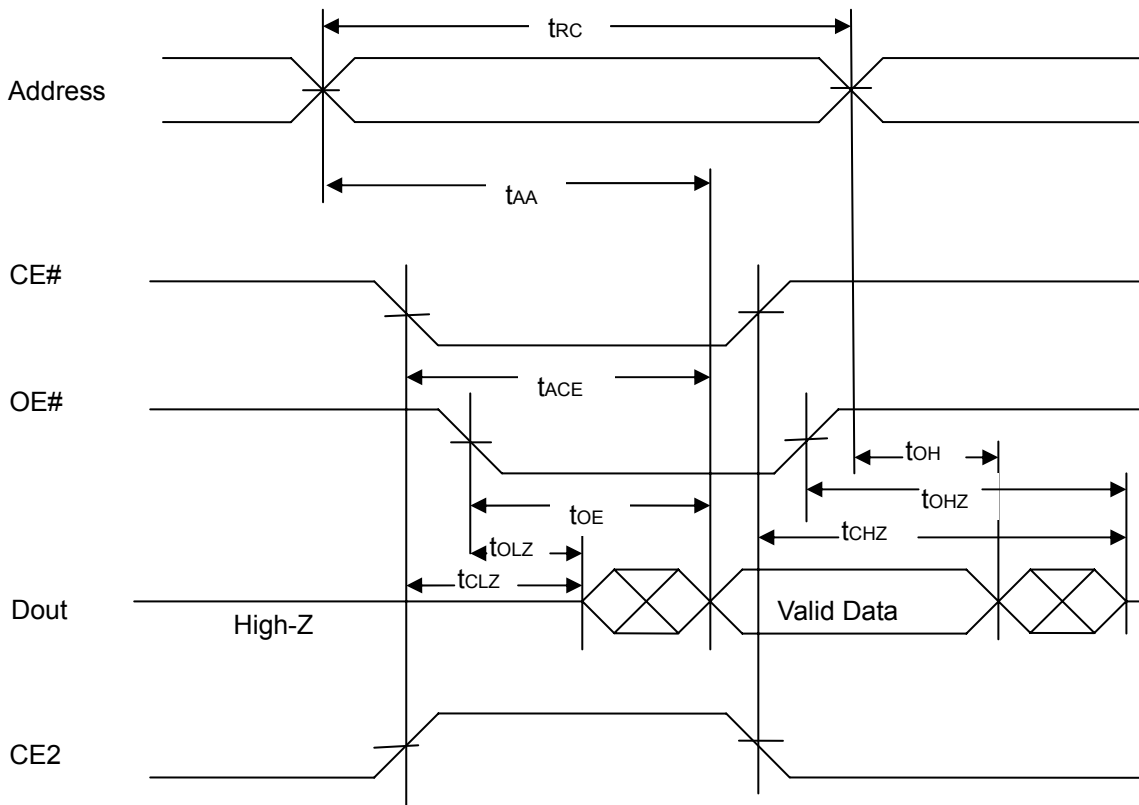 tRC
Address
tAA
CE#
tACE
OE#
tOH
tOHZ
tOE
tCHZ
tOLZ
tCLZ
Dout
High-Z
Valid Data
CE2